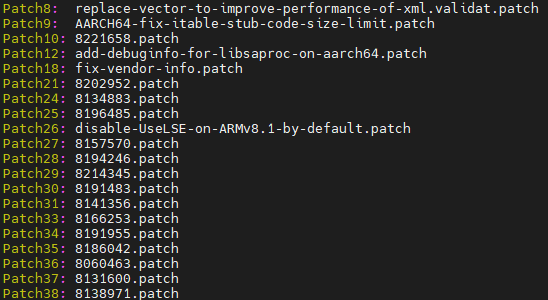 Patch8:  replace-vector-to-improve-performance-of-xml.validat.patch
Patch9:  AARCH64-fix-itable-stub-code-size-limit.patch
Patch10: 8221658.patch
Patch12: add-debuginfo-for-libsaproc-on-aarch64.patch
Patch18: fix-vendor-info.patch
Patch21: 8202952.patch
Patch24: 8134883.patch
Patch25: 8196485.patch
Patch26: disable-UseLSE-on-ARMv8.1-by-default.patch
Patch27: 8157570.patch
Patch28: 8194246.patch
Patch29: 8214345.patch
Patch30: 8191483.patch
Patch31: 8141356.patch
Patch33: 8166253.patch
Patch34: 8191955.patch
Patch35: 8186042.patch
Patch36: 8060463.patch
Patch37: 8131600.patch
Patch38: 8138971.patch